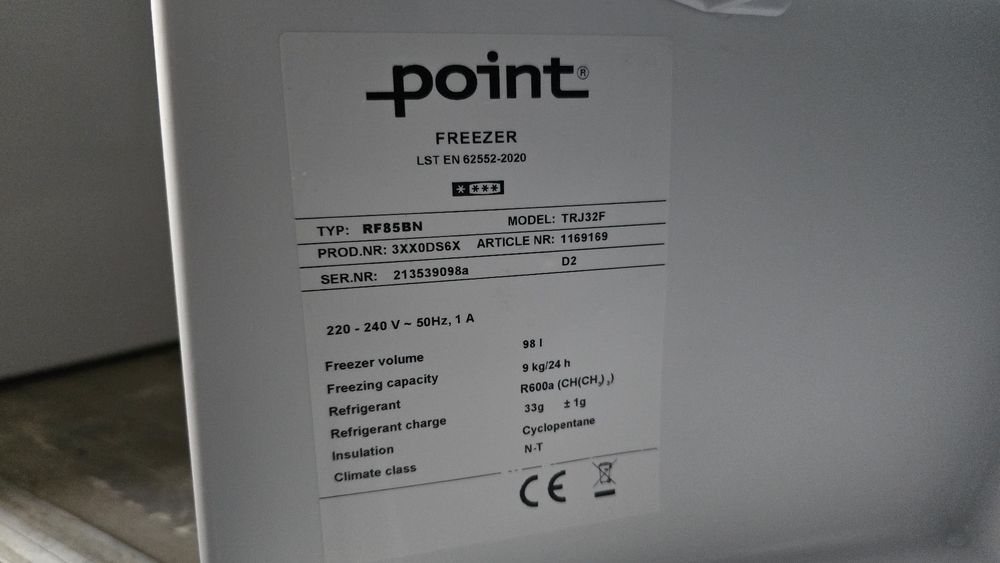 point®
FREEZER
LST EN 62552-2020
* ***
TYP: RF85BN MODEL: TRJ32F
PROD.NR: 3XX0DS6X ARTICLE NR: 1169169
SER.NR: 213539098a D2
220 - 240 V ~ 50Hz, 1 A
Freezer volume 98 l
Freezing capacity 9 kg/24 h
Refrigerant R600a (CH(CH₃)₃)
Refrigerant charge 33g ± 1g
Insulation Cyclopentane
Climate class N-T
CE